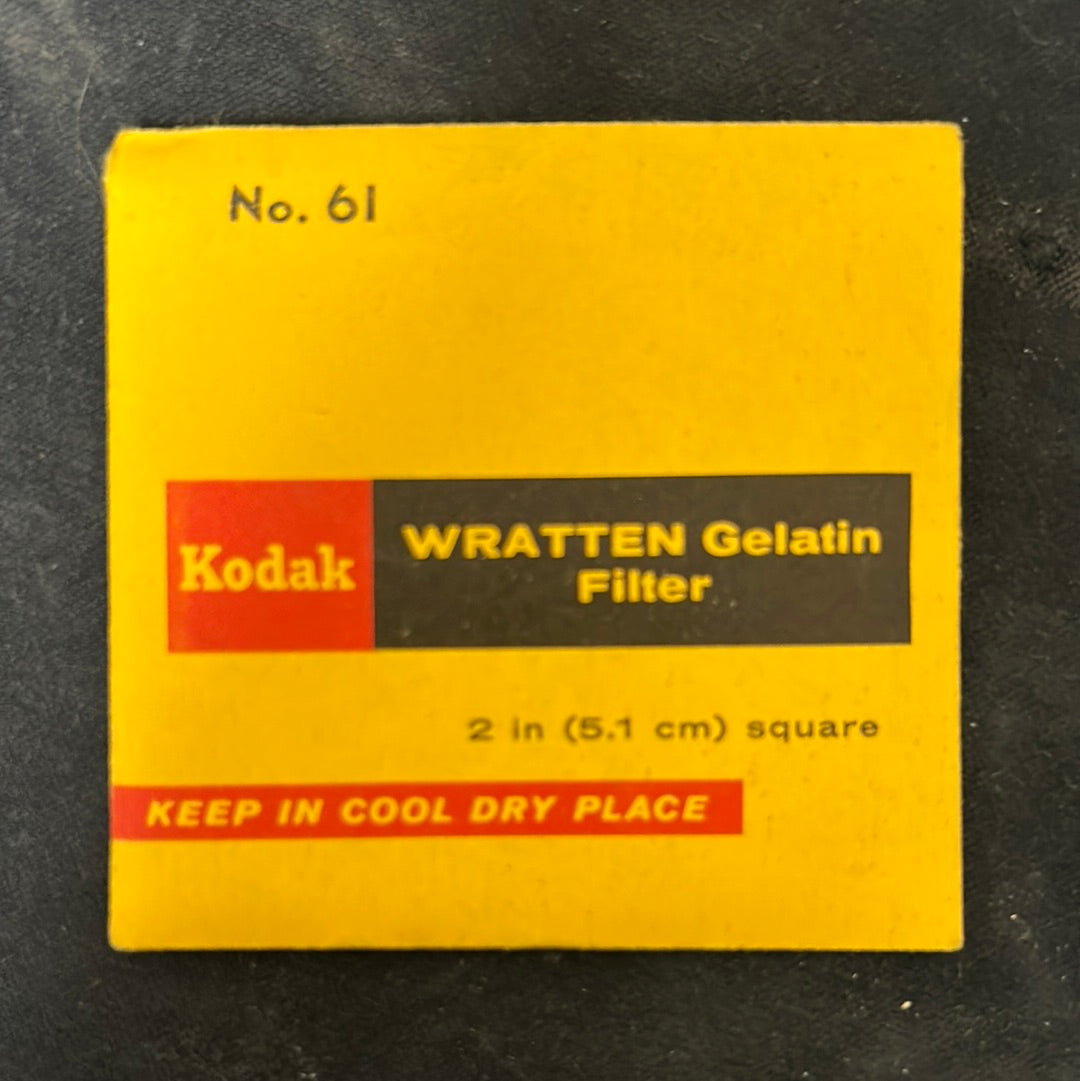 No. 61
Kodak
WRATTEN Gelatin
Filter
2 in (5.1 cm) square
KEEP IN COOL DRY PLACE